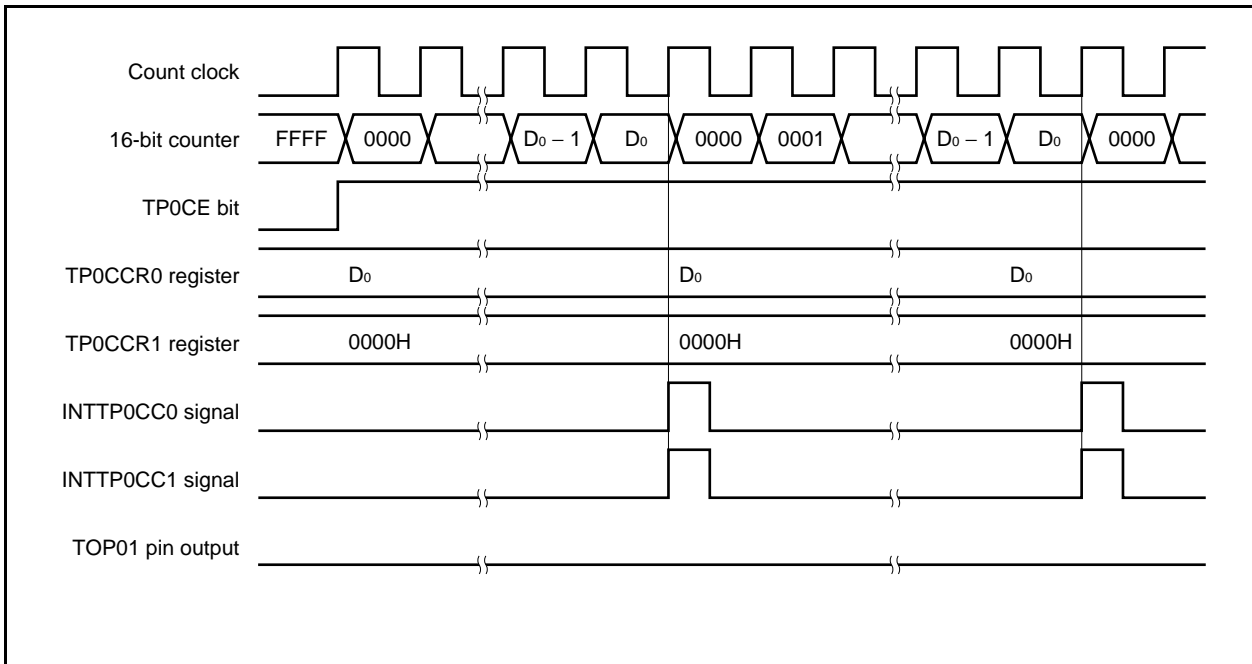 Count clock
16-bit counter FFFF 0000 D₀ – 1 D₀ 0000 0001 D₀ – 1 D₀ 0000
TP0CE bit
TP0CCR0 register D₀ D₀ D₀
TP0CCR1 register 0000H 0000H 0000H
INTTP0CC0 signal
INTTP0CC1 signal
TOP01 pin output